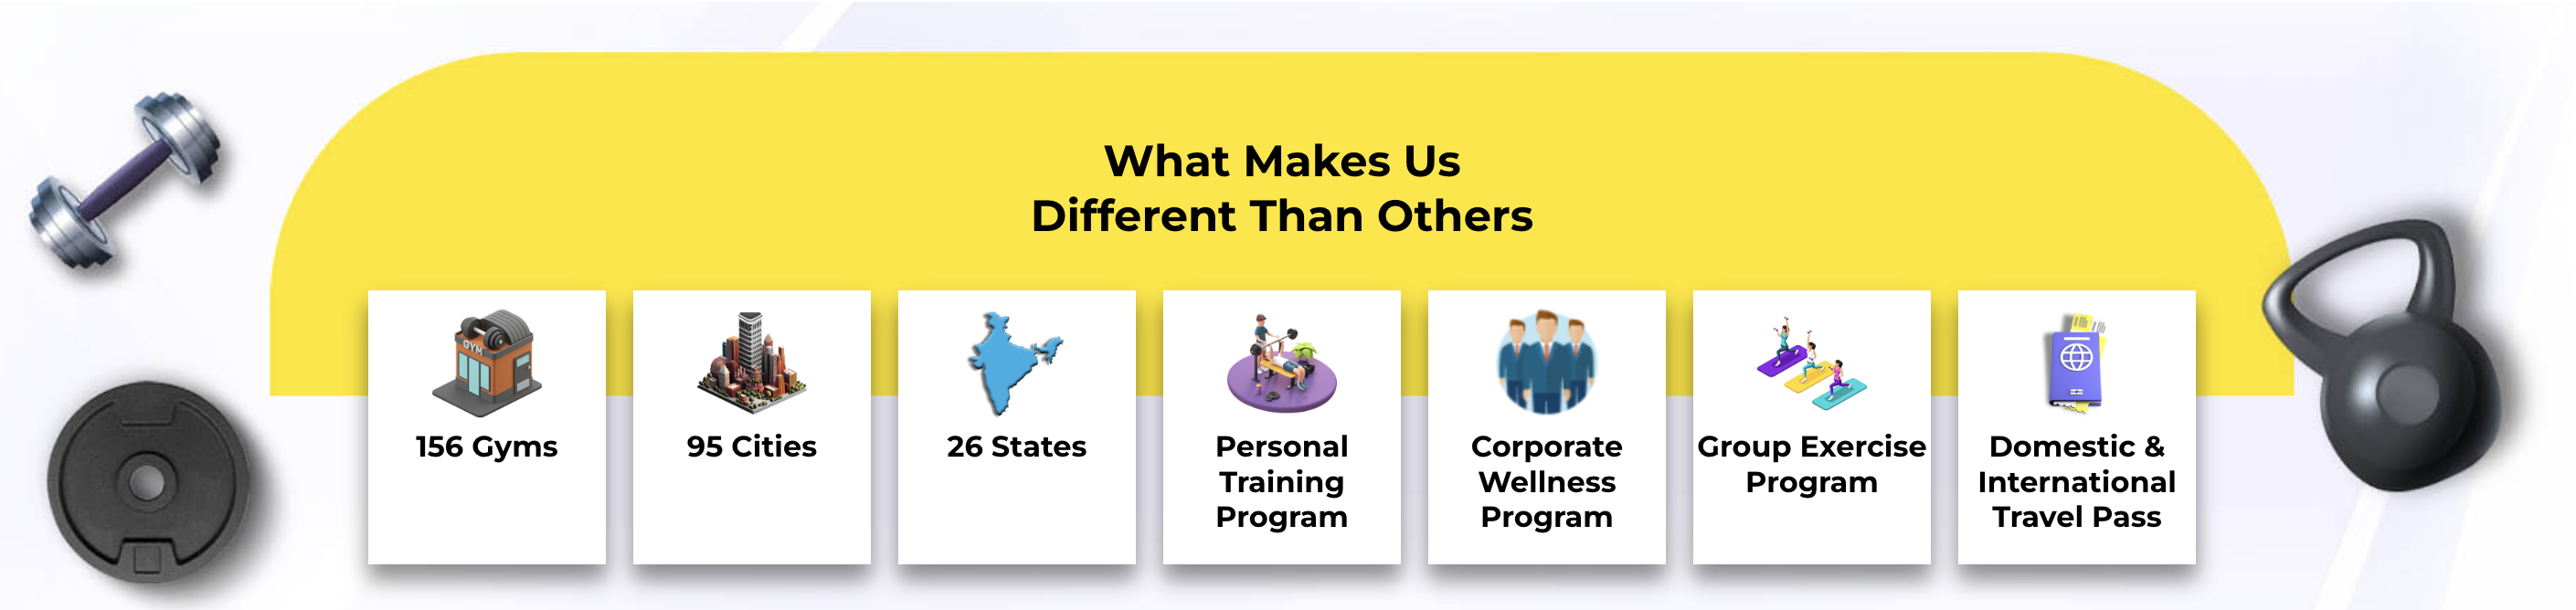 What Makes Us
Different Than Others
GYM
156 Gyms
95 Cities
26 States
Personal
Training
Program
Corporate
Wellness
Program
Group Exercise
Program
Domestic &
International
Travel Pass